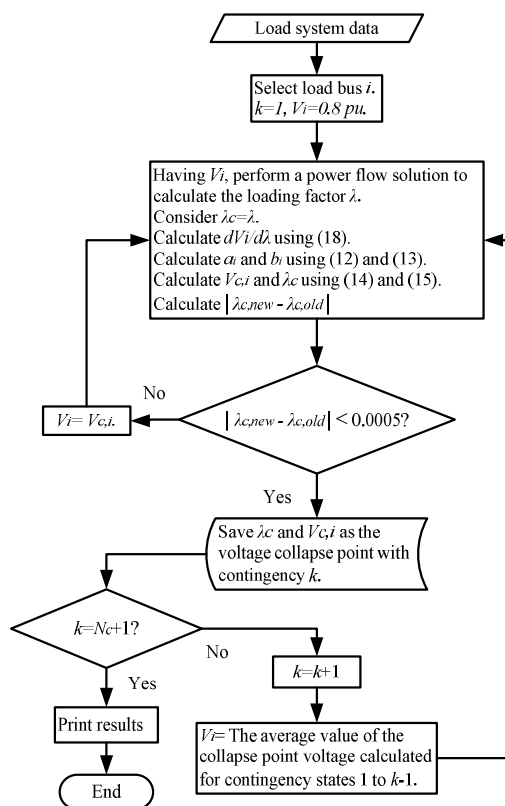 Load system data
Select load bus i.
k=1, Vi=0.8 pu.
Having Vi, perform a power flow solution to
calculate the loading factor λ.
Consider λc=λ.
Calculate dVi/dλ using (18).
Calculate ai and bi using (12) and (13).
Calculate Vc,i and λc using (14) and (15).
Calculate |λc,new - λc,old|
No
Vi= Vc,i.
|λc,new - λc,old| < 0.0005?
Yes
Save λc and Vc,i as the
voltage collapse point with
contingency k.
k=Nc+1?
No
k=k+1
Yes
Print results
Vi= The average value of the
collapse point voltage calculated
for contingency states 1 to k-1.
End